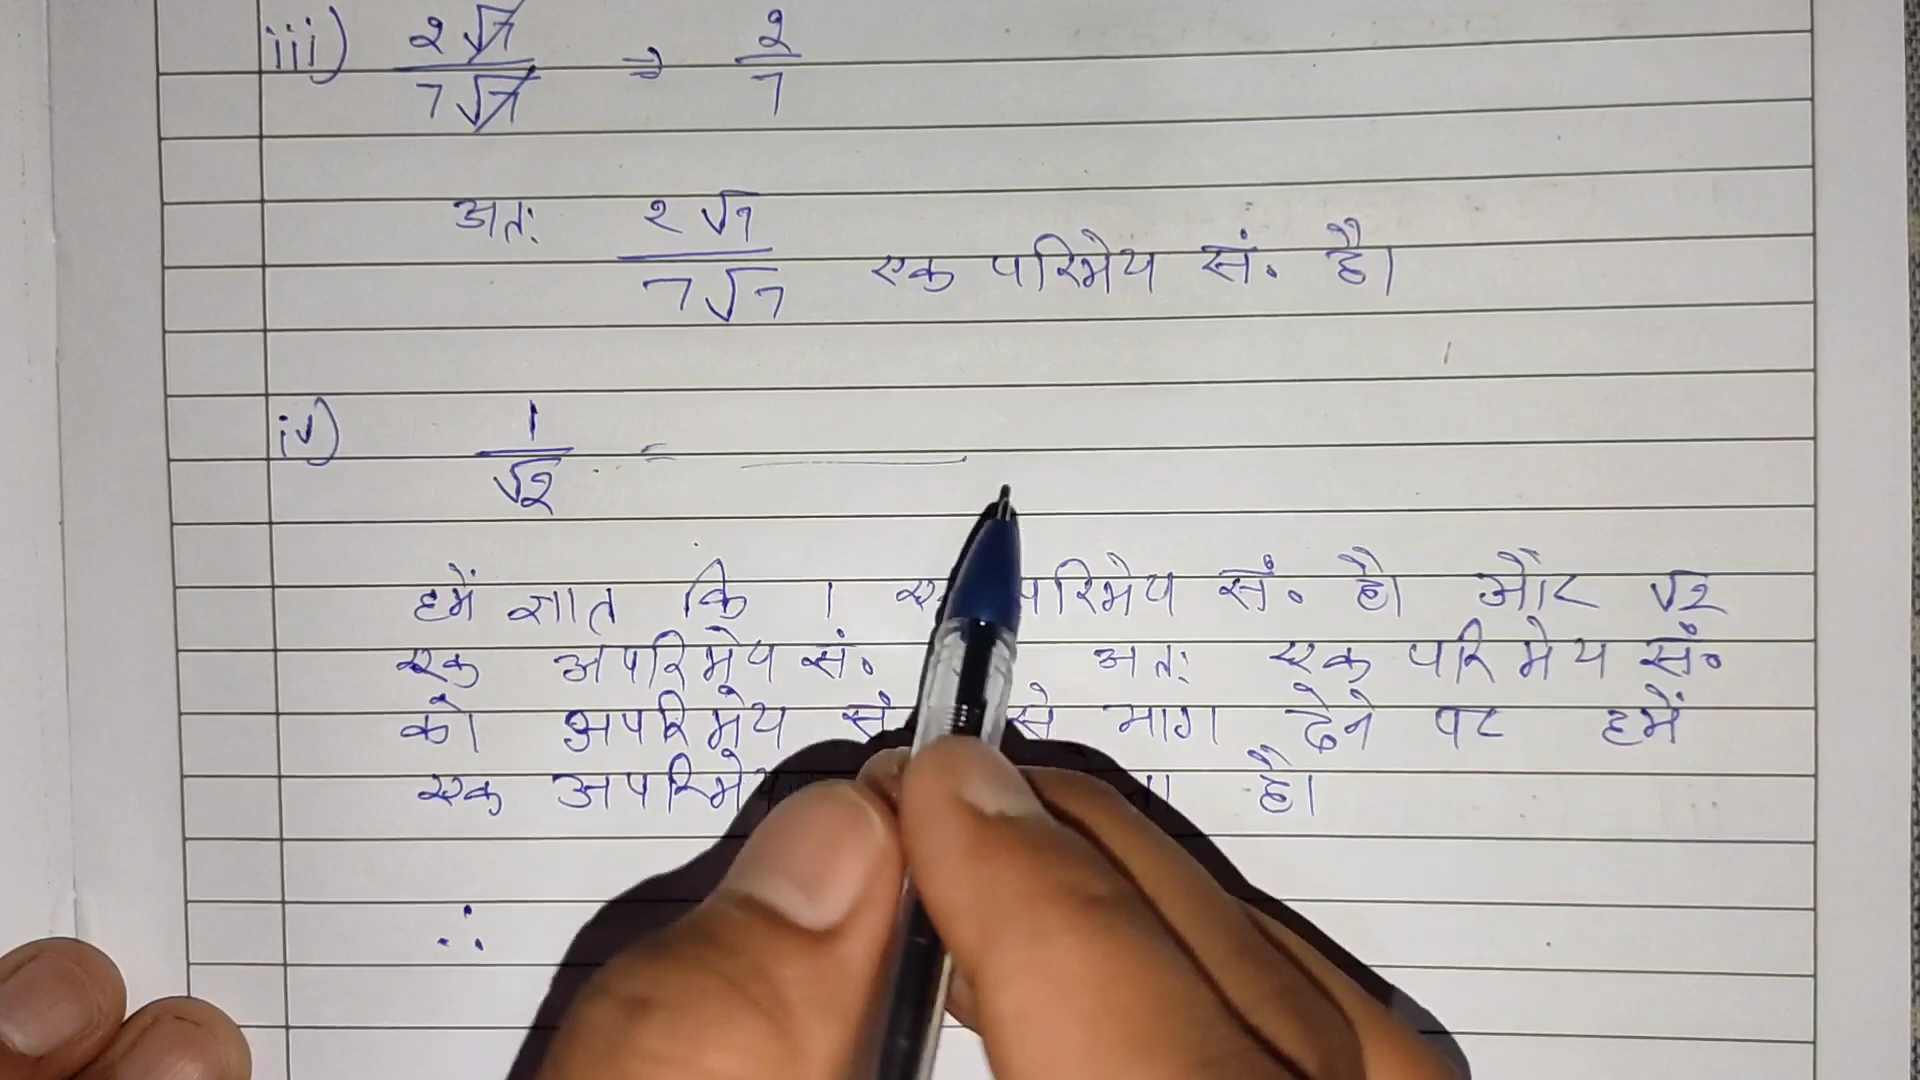 iii) 2√7 / 7√7 ⇒ 2/7
अतः 2√7 / 7√7 एक परिमेय सं. है।
iv) 1/√2 =
हमें ज्ञात कि 1 परिमेय सं. है। और √2
एक अपरिमेय सं. अतः एक परिमेय सं.
को अपरिमेय सं से भाग देने पर हमें
एक अपरिमेय है।
∴